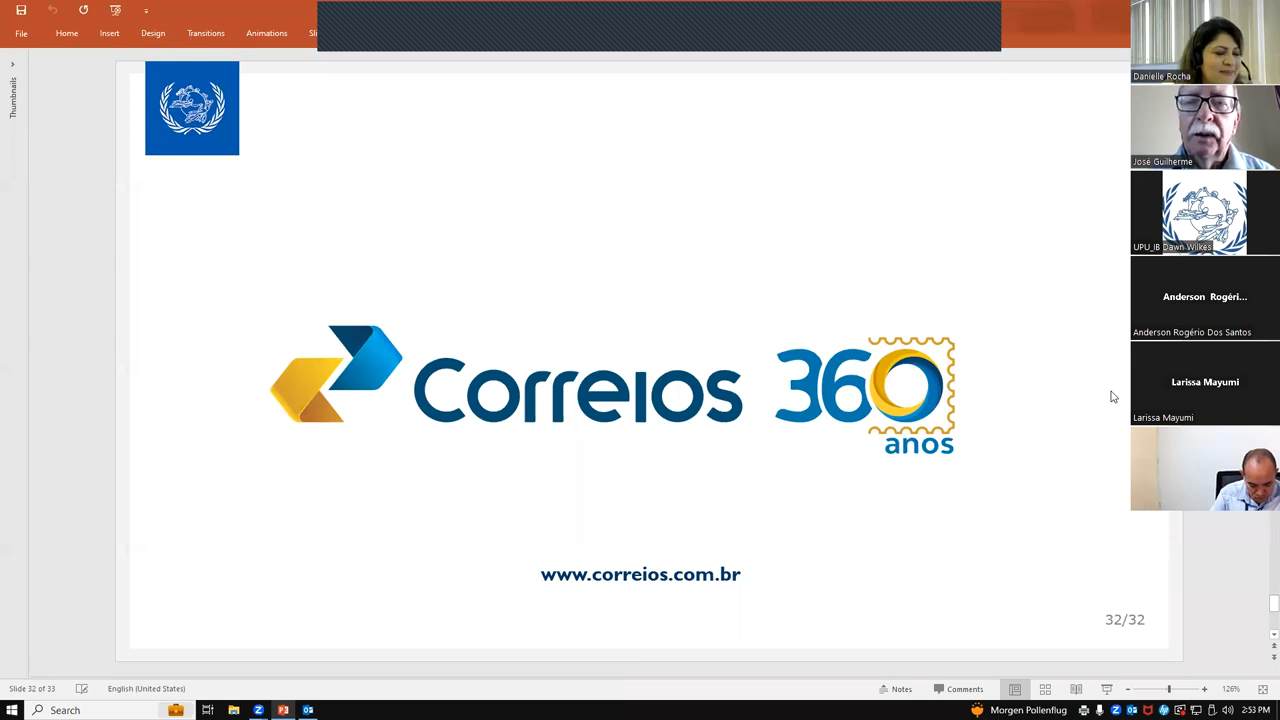 File
Home
Insert
Design
Transitions
Animations
Sli
Thumbnails
Danielle Rocha
José Guilherme
UPU_IB Dawn Wilkes
Anderson Rogéri...
Anderson Rogério Dos Santos
Larissa Mayumi
Larissa Mayumi
Correios 360
anos
www.correios.com.br
32/32
Slide 32 of 33
English (United States)
Notes
Comments
126%
Search
Morgen Pollenflug
2:53 PM